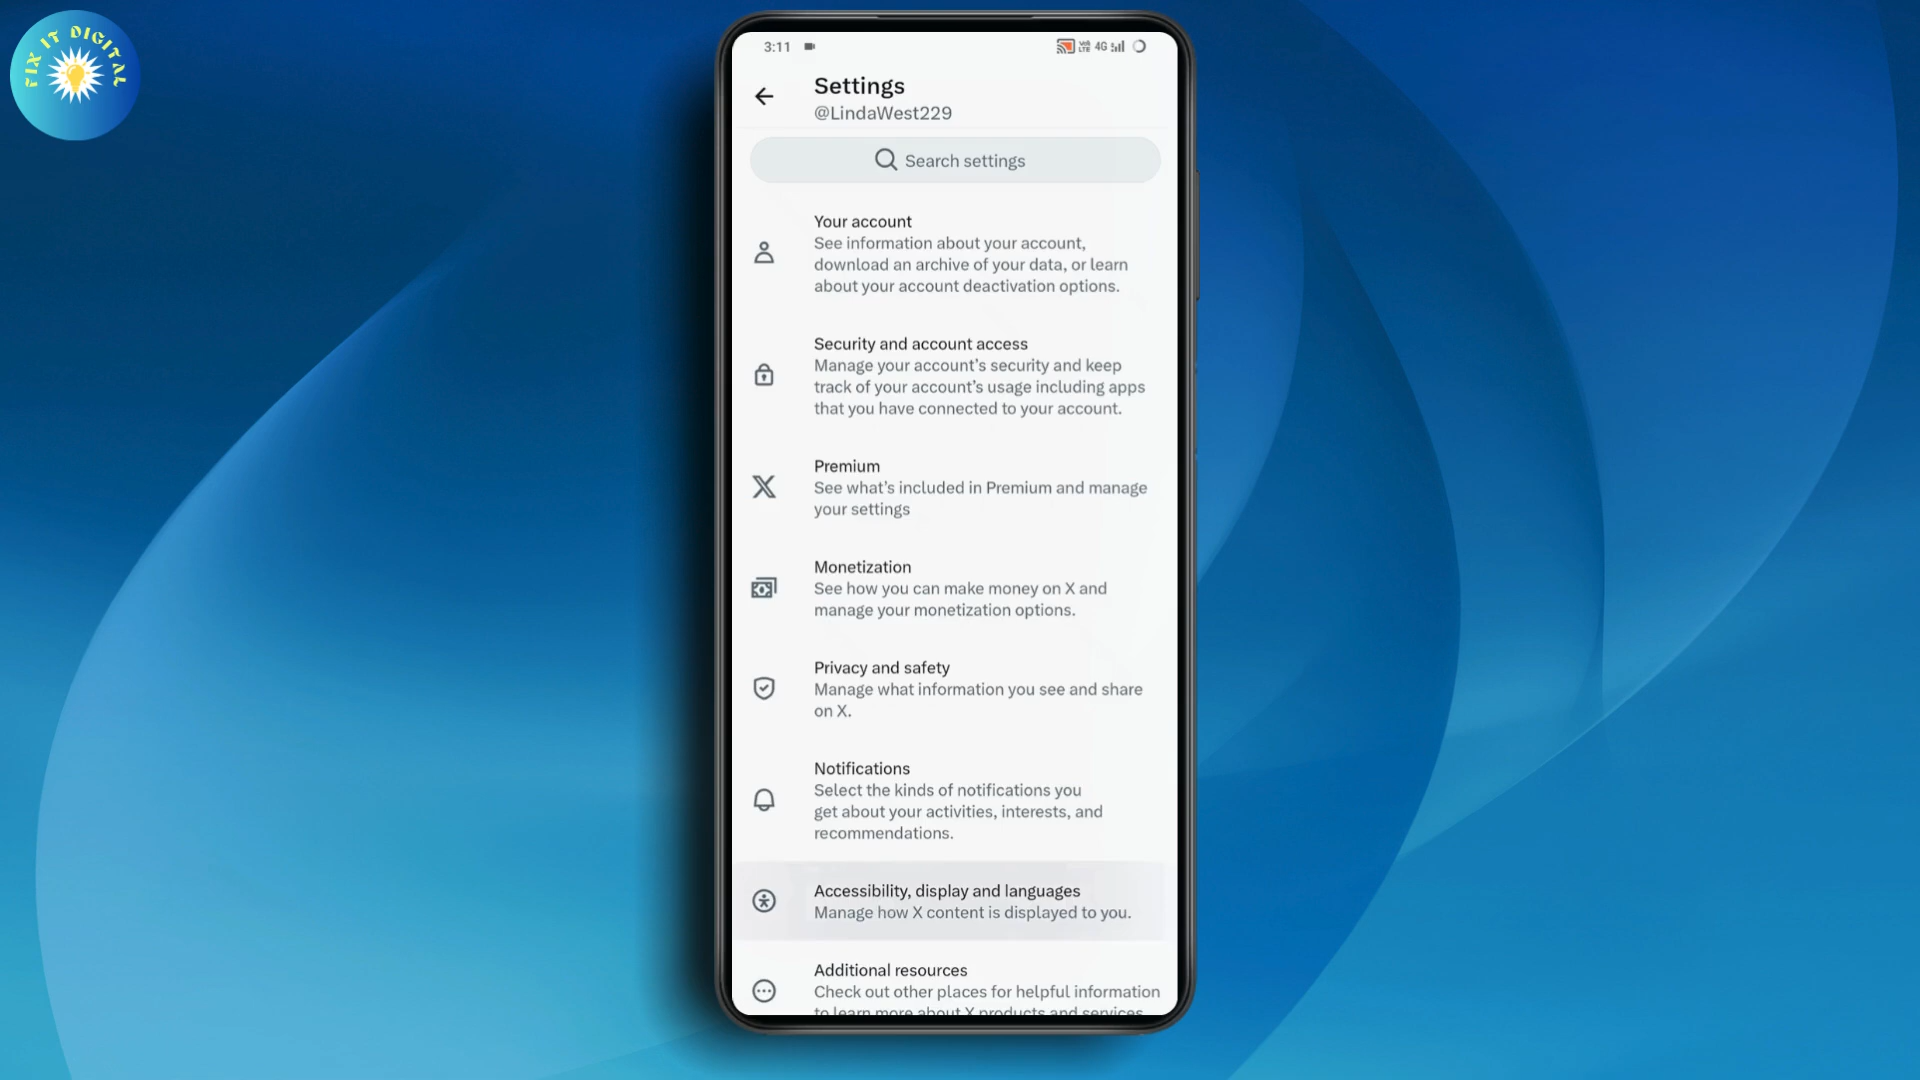 FIX IT DIGITAL
3:11
Vo
LTE 4G
Settings
@LindaWest229
Search settings
Your account
See information about your account,
download an archive of your data, or learn
about your account deactivation options.
Security and account access
Manage your account’s security and keep
track of your account’s usage including apps
that you have connected to your account.
Premium
See what’s included in Premium and manage
your settings
Monetization
See how you can make money on X and
manage your monetization options.
Privacy and safety
Manage what information you see and share
on X.
Notifications
Select the kinds of notifications you
get about your activities, interests, and
recommendations.
Accessibility, display and languages
Manage how X content is displayed to you.
Additional resources
Check out other places for helpful information
to learn more about X products and services